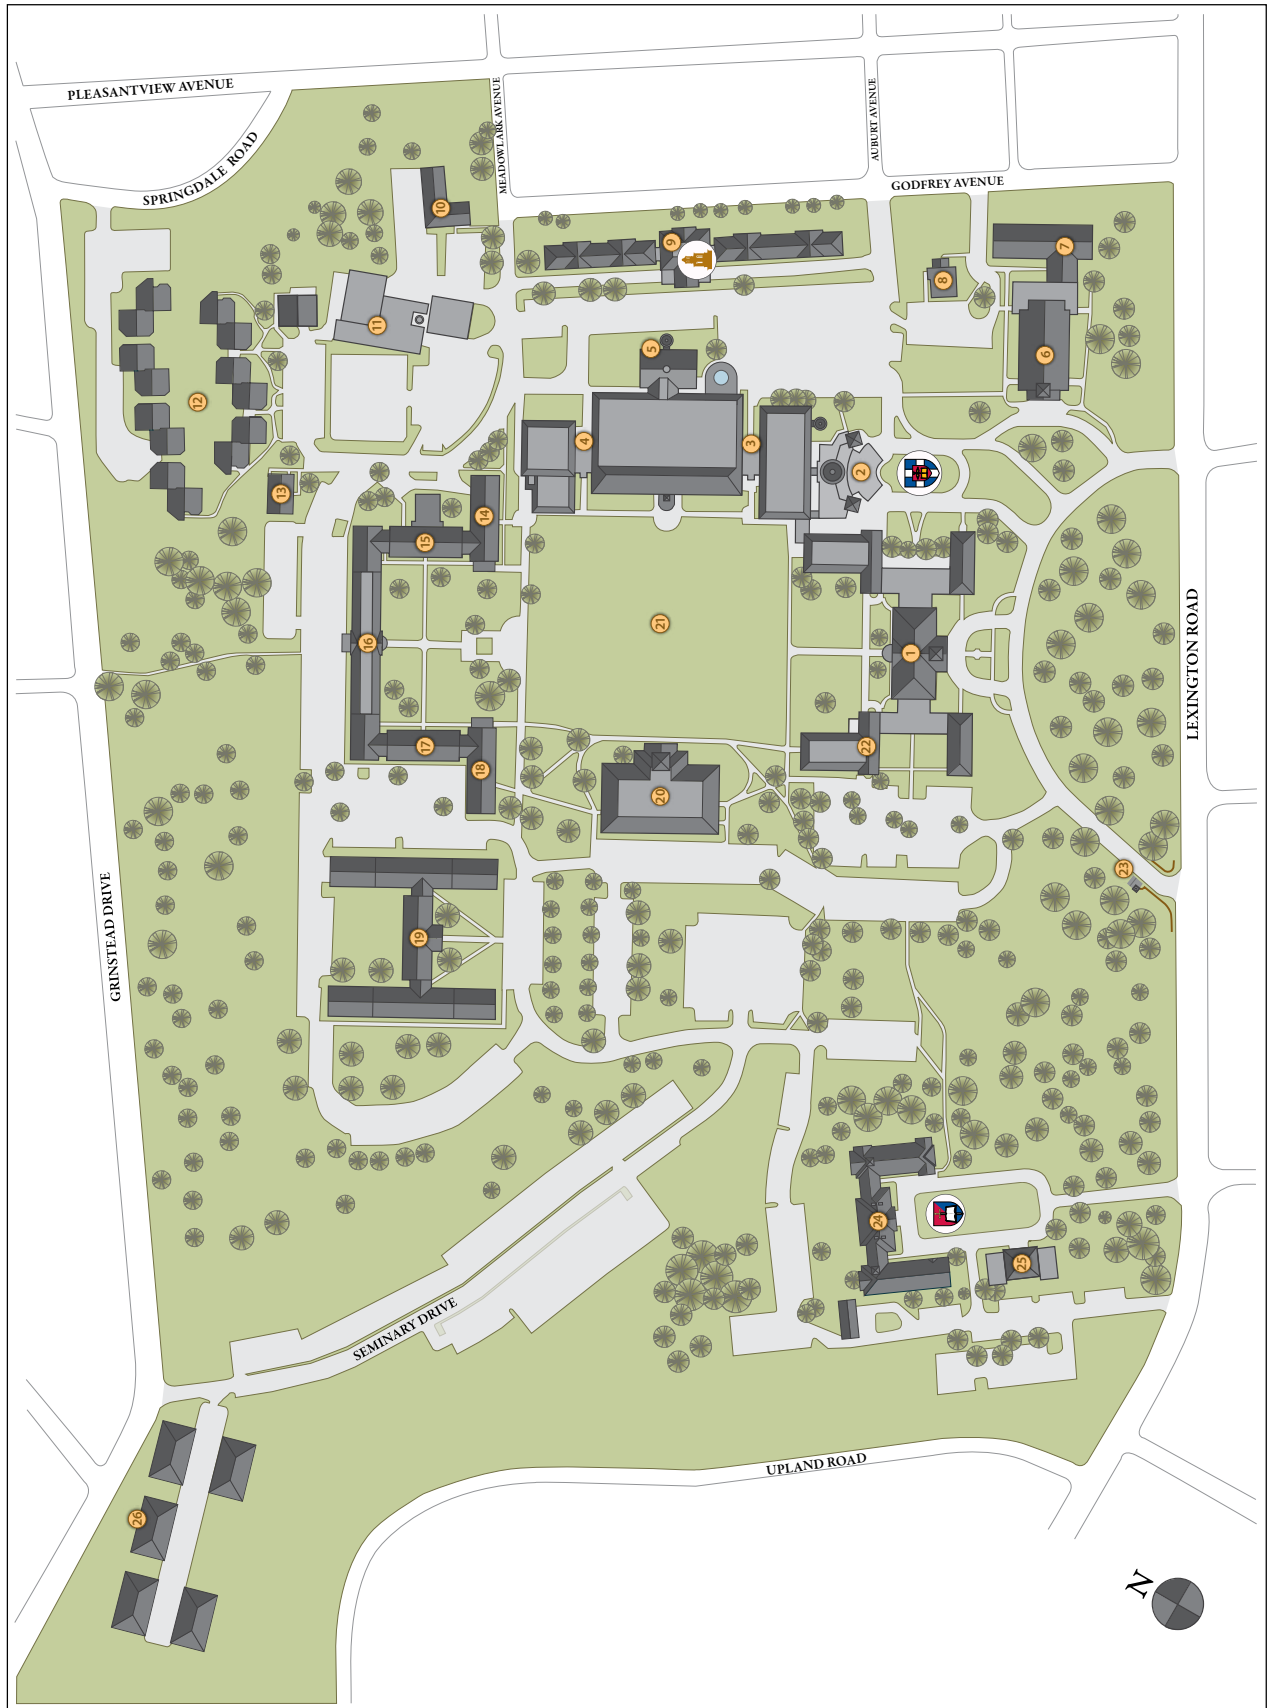 PLEASANTVIEW AVENUE
SPRINGDALE ROAD
MEADOWLARK AVENUE
AUBURT AVENUE
GODFREY AVENUE
10
9
7
8
11
5
6
12
4
3
2
13
14
15
21
16
1
LEXINGTON ROAD
17
22
18
20
23
GRINSTEAD DRIVE
19
24
25
SEMINARY DRIVE
UPLAND ROAD
26
N